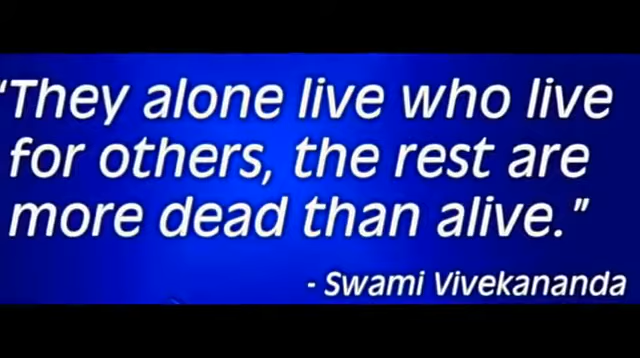 "They alone live who live
for others, the rest are
more dead than alive."
- Swami Vivekananda